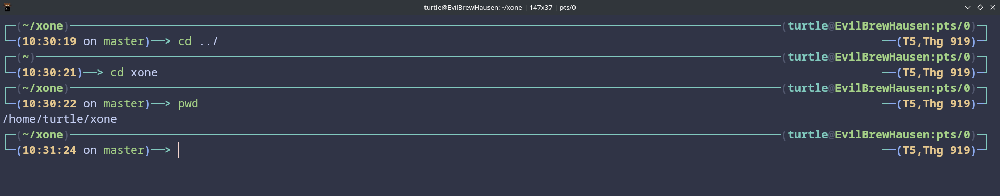 turtle@EvilBrewHausen:~/xone | 147x37 | pts/0
(~/xone) (turtle@EvilBrewHausen:pts/0)
(10:30:19 on master)──> cd ../ (T5,Thg 919)
(~) (turtle@EvilBrewHausen:pts/0)
(10:30:21)──> cd xone (T5,Thg 919)
(~/xone) (turtle@EvilBrewHausen:pts/0)
(10:30:22 on master)──> pwd (T5,Thg 919)
/home/turtle/xone
(~/xone) (turtle@EvilBrewHausen:pts/0)
(10:31:24 on master)──> (T5,Thg 919)